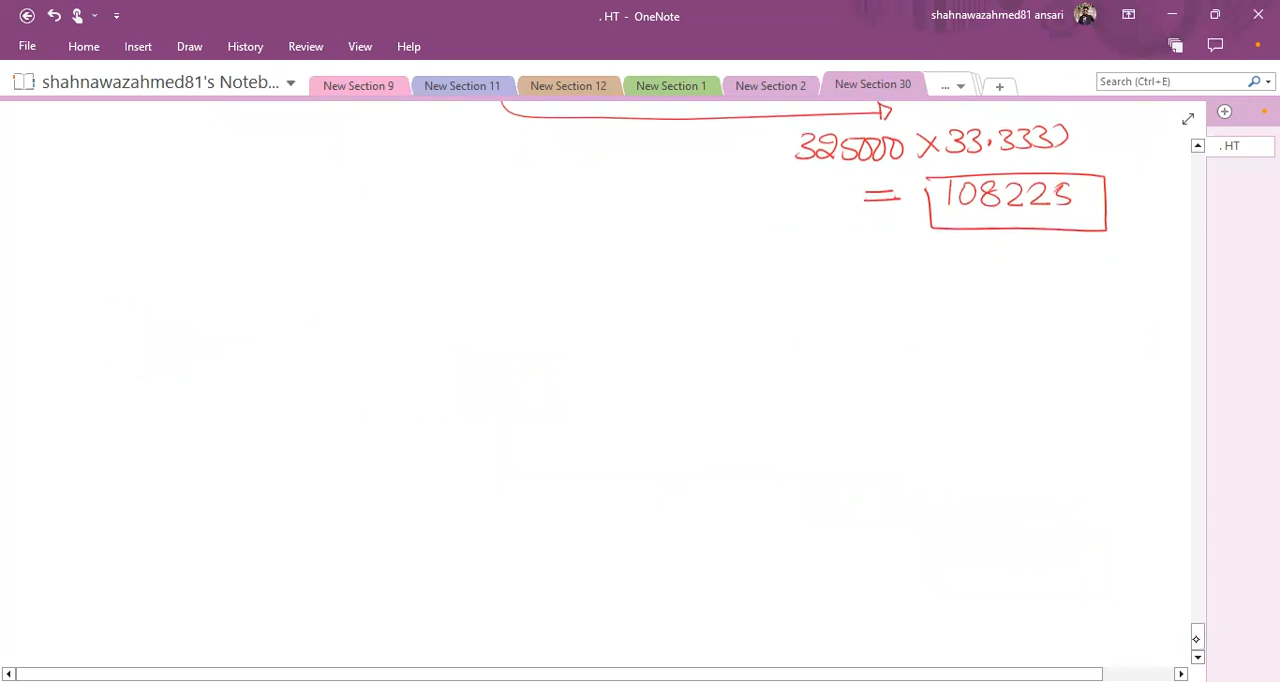 . HT - OneNote
shahnawazahmed81 ansari
File Home Insert Draw History Review View Help
shahnawazahmed81's Noteb... New Section 9 New Section 11 New Section 12 New Section 1 New Section 2 New Section 30 ... Search (Ctrl+E)
. HT
325000 × 33.333)
= 108225